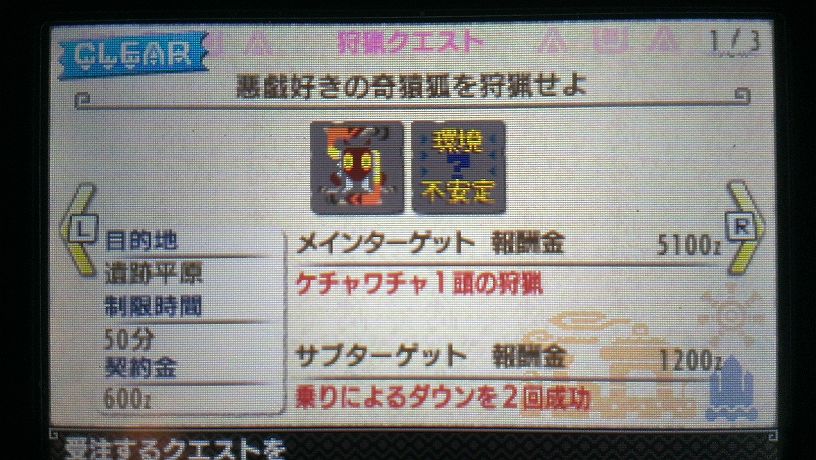 CLEAR
狩猟クエスト
1/3
悪戯好きの奇猿狐を狩猟せよ
環境
?
不安定
L
R
目的地
遺跡平原
制限時間
50分
契約金
600z
メインターゲット 報酬金 5100z
ケチャワチャ1頭の狩猟
サブターゲット 報酬金 1200z
乗りによるダウンを2回成功
受注するクエストを